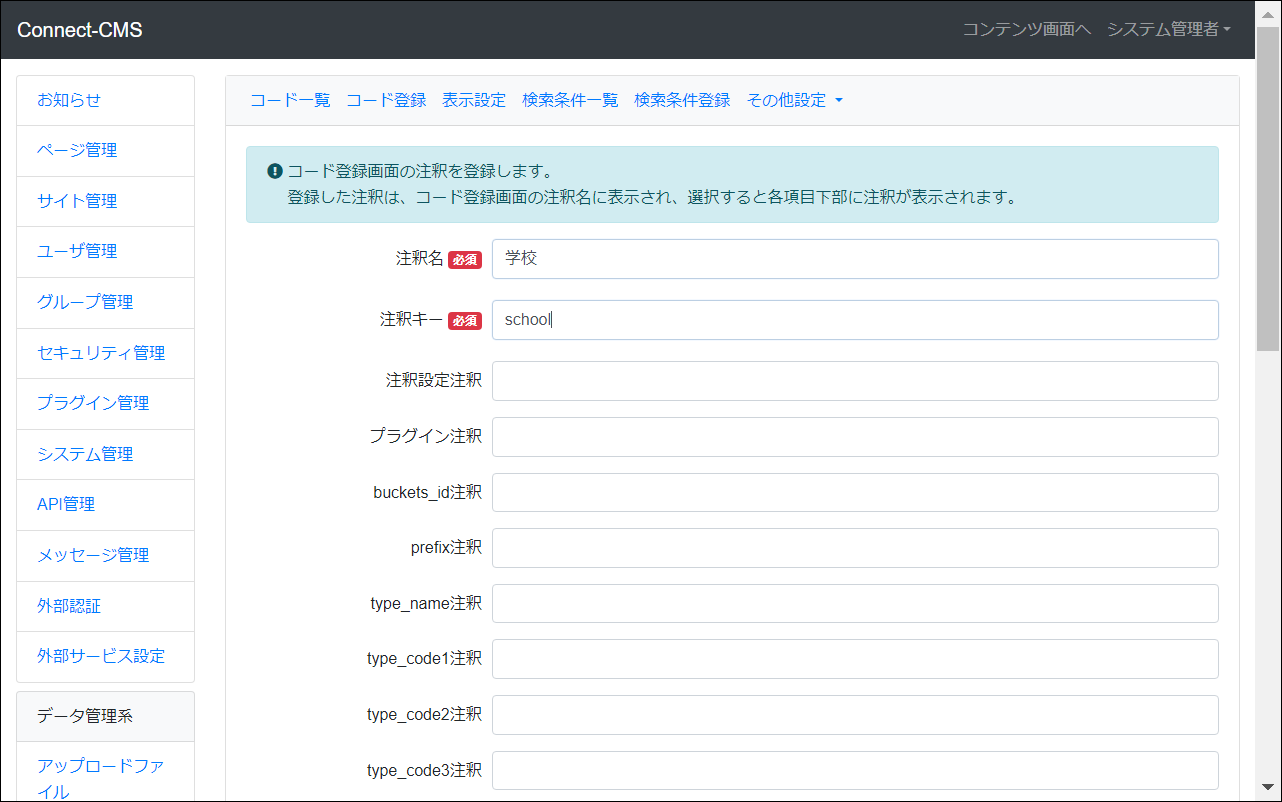 Connect-CMS
コンテンツ画面へ システム管理者
お知らせ
ページ管理
サイト管理
ユーザ管理
グループ管理
セキュリティ管理
プラグイン管理
システム管理
API管理
メッセージ管理
外部認証
外部サービス設定
データ管理系
アップロードファ
イル
コード一覧 コード登録 表示設定 検索条件一覧 検索条件登録 その他設定
コード登録画面の注釈を登録します。
登録した注釈は、コード登録画面の注釈名に表示され、選択すると各項目下部に注釈が表示されます。
注釈名 必須 学校
注釈キー 必須 school
注釈設定注釈
プラグイン注釈
buckets_id注釈
prefix注釈
type_name注釈
type_code1注釈
type_code2注釈
type_code3注釈